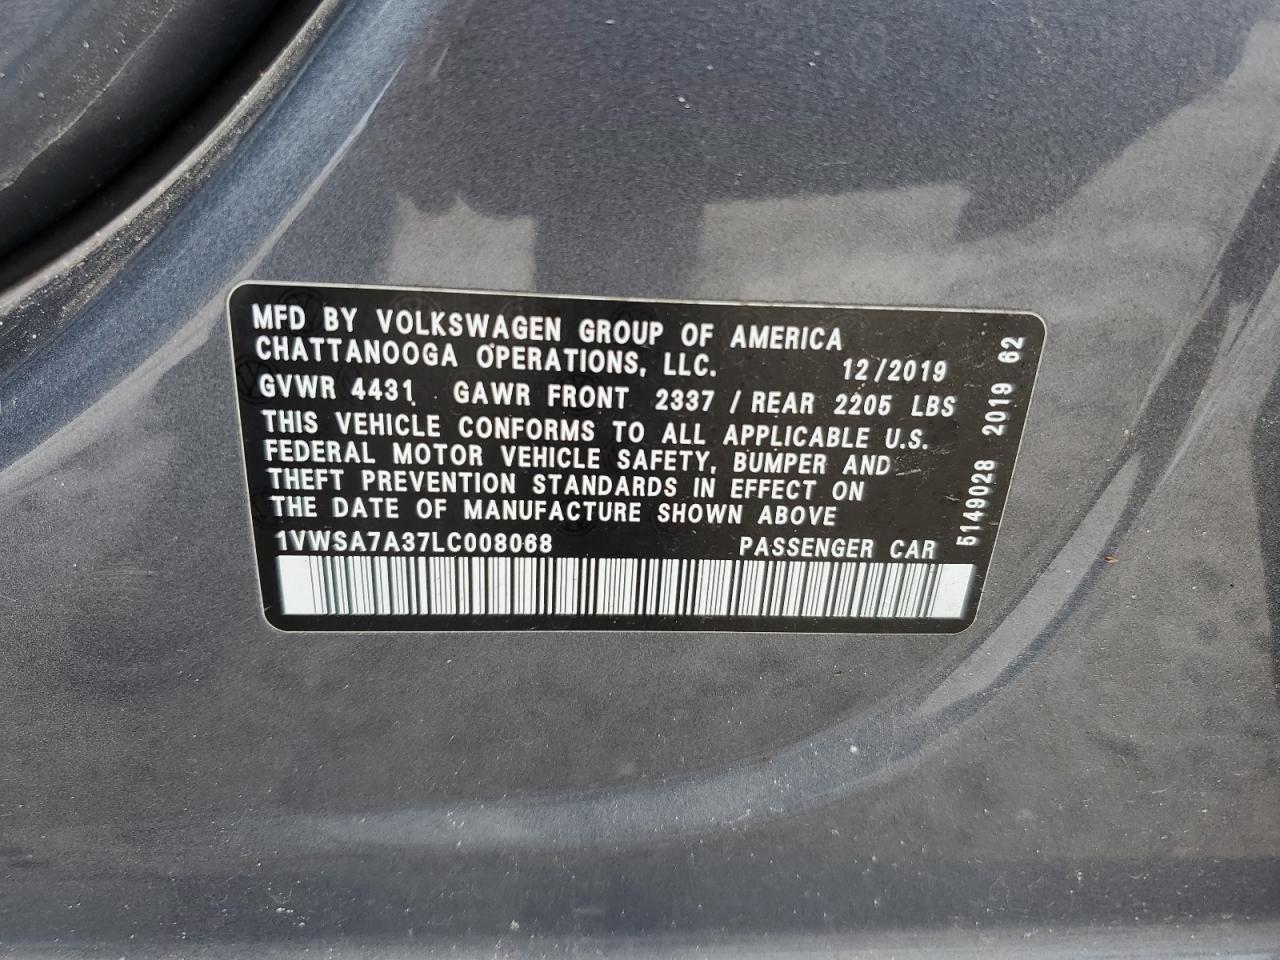 MFD BY VOLKSWAGEN GROUP OF AMERICA
CHATTANOOGA OPERATIONS, LLC. 12/2019
GVWR 4431 GAWR FRONT 2337 / REAR 2205 LBS
THIS VEHICLE CONFORMS TO ALL APPLICABLE U.S.
FEDERAL MOTOR VEHICLE SAFETY, BUMPER AND
THEFT PREVENTION STANDARDS IN EFFECT ON
THE DATE OF MANUFACTURE SHOWN ABOVE
1VWSA7A37LC008068 PASSENGER CAR
5149028 2019 62